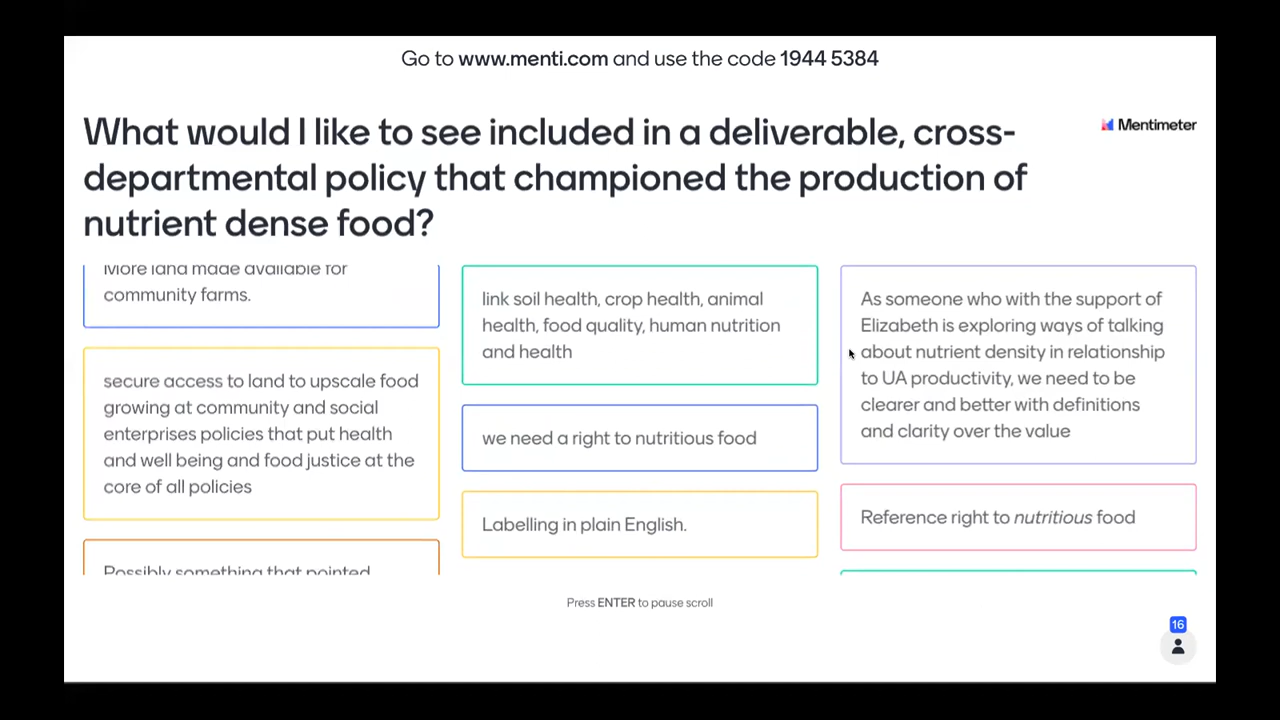 Go to www.menti.com and use the code 1944 5384
What would I like to see included in a deliverable, cross-
departmental policy that championed the production of
nutrient dense food?
Mentimeter
More land made available for
community farms.
secure access to land to upscale food
growing at community and social
enterprises policies that put health
and well being and food justice at the
core of all policies
Possibly something that pointed
link soil health, crop health, animal
health, food quality, human nutrition
and health
we need a right to nutritious food
Labelling in plain English.
As someone who with the support of
Elizabeth is exploring ways of talking
about nutrient density in relationship
to UA productivity, we need to be
clearer and better with definitions
and clarity over the value
Reference right to nutritious food
Press ENTER to pause scroll
16